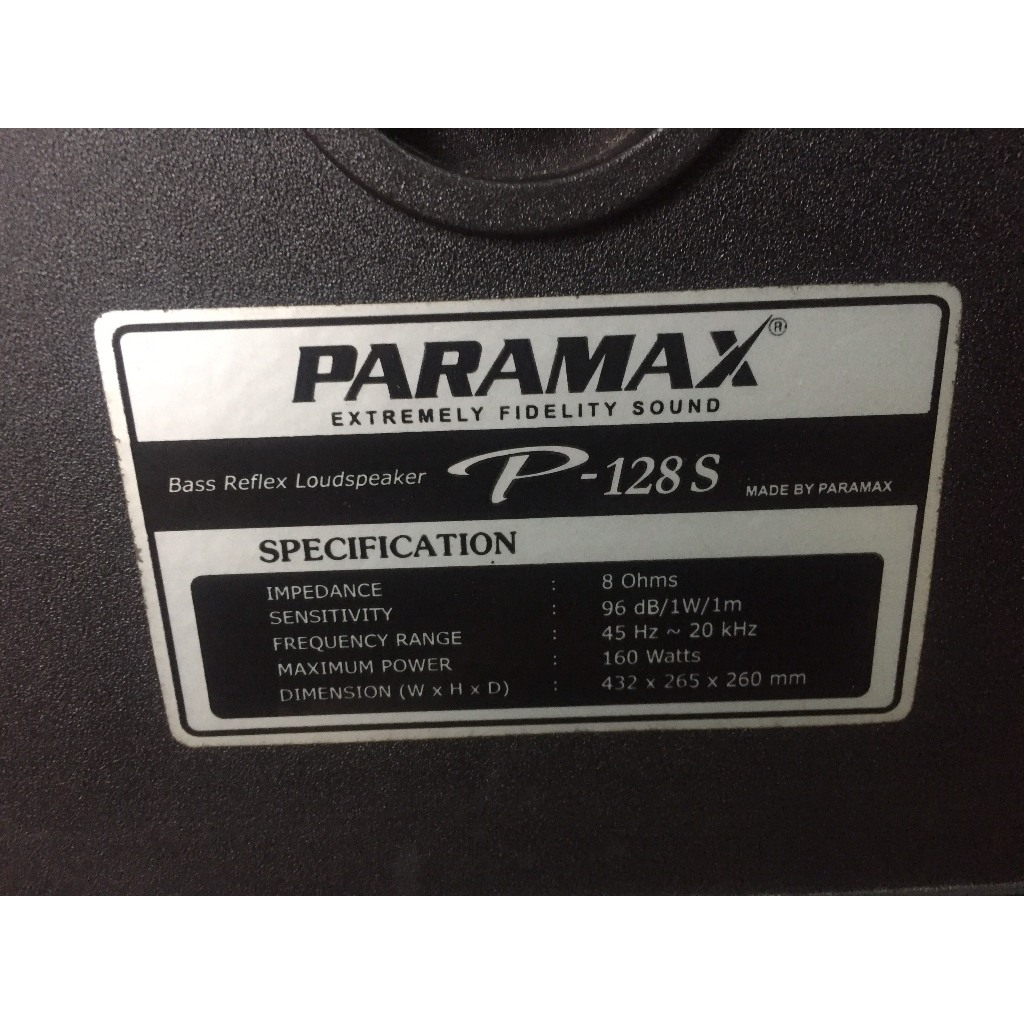 PARAMAX ®
EXTREMELY FIDELITY SOUND
Bass Reflex Loudspeaker P-128 S MADE BY PARAMAX
SPECIFICATION
IMPEDANCE : 8 Ohms
SENSITIVITY : 96 dB/1W/1m
FREQUENCY RANGE : 45 Hz ~ 20 kHz
MAXIMUM POWER : 160 Watts
DIMENSION (W x H x D) : 432 x 265 x 260 mm